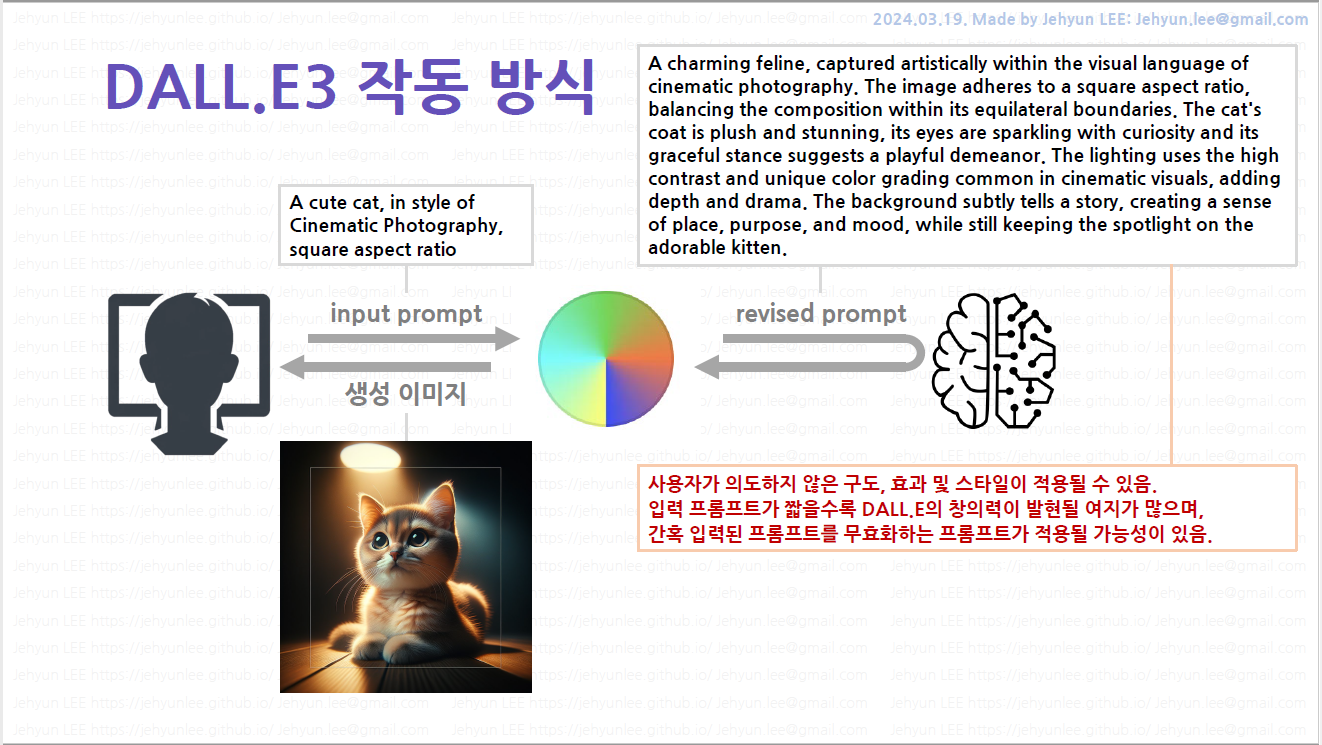 2024.03.19. Made by Jehyun LEE: Jehyun.lee@gmail.com
DALL.E3 작동 방식
A charming feline, captured artistically within the visual language of
cinematic photography. The image adheres to a square aspect ratio,
balancing the composition within its equilateral boundaries. The cat's
coat is plush and stunning, its eyes are sparkling with curiosity and its
graceful stance suggests a playful demeanor. The lighting uses the high
contrast and unique color grading common in cinematic visuals, adding
depth and drama. The background subtly tells a story, creating a sense
of place, purpose, and mood, while still keeping the spotlight on the
adorable kitten.
A cute cat, in style of
Cinematic Photography,
square aspect ratio
input prompt
revised prompt
생성 이미지
사용자가 의도하지 않은 구도, 효과 및 스타일이 적용될 수 있음.
입력 프롬프트가 짧을수록 DALL.E의 창의력이 발현될 여지가 많으며,
간혹 입력된 프롬프트를 무효화하는 프롬프트가 적용될 가능성이 있음.
Jehyun LEE https://jehyunlee.github.io/ Jehyun.lee@gmail.com